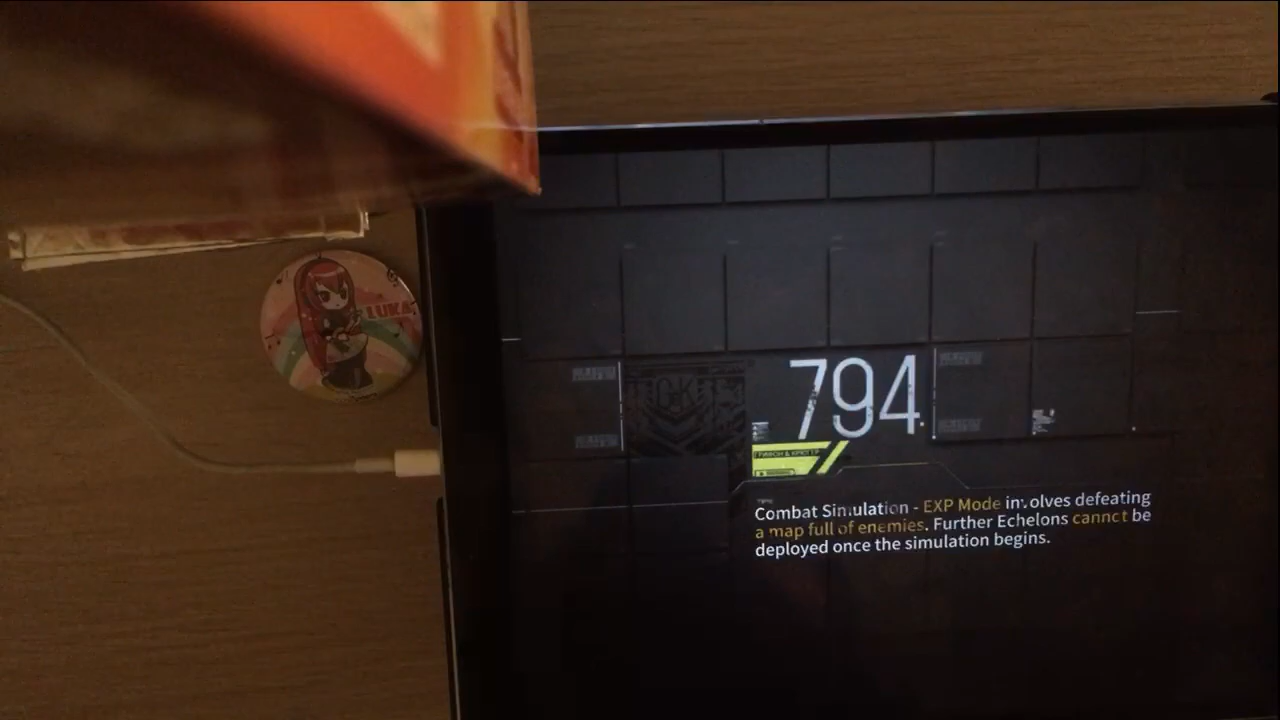 LUKA
G&K
794
ГРИФОН & КРЮГЕР
Combat Simulation - EXP Mode involves defeating
a map full of enemies. Further Echelons cannot be
deployed once the simulation begins.